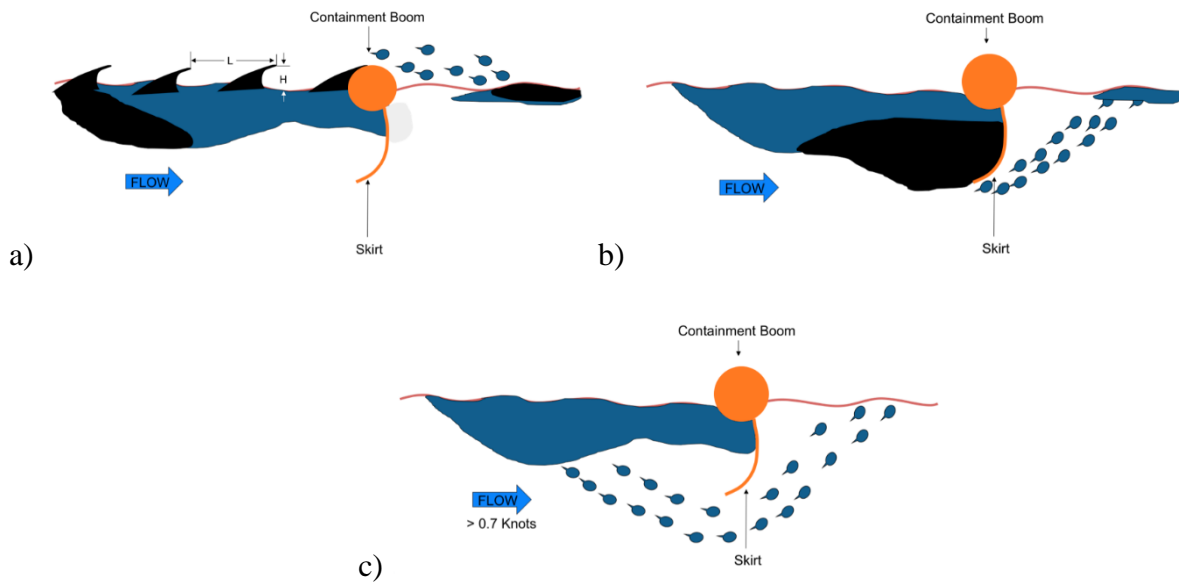 Containment Boom
L
H
FLOW
Skirt
a)
Containment Boom
FLOW
Skirt
b)
Containment Boom
FLOW
> 0.7 Knots
Skirt
c)